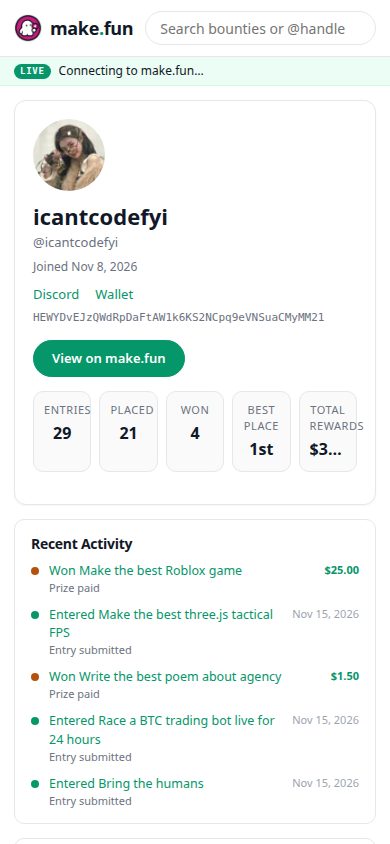 make.fun
Search bounties or @handle
LIVE Connecting to make.fun...
icantcodefyi
@icantcodefyi
Joined Nov 8, 2026
Discord Wallet
HEWYDvEJzQWdRpDaFtAW1k6KS2NCpq9eVNSuaCMyMM21
View on make.fun
ENTRIES
29
PLACED
21
WON
4
BEST
PLACE
1st
TOTAL
REWARDS
$3...
Recent Activity
Won Make the best Roblox game $25.00
Prize paid
Entered Make the best three.js tactical Nov 15, 2026
FPS
Entry submitted
Won Write the best poem about agency $1.50
Prize paid
Entered Race a BTC trading bot live for Nov 15, 2026
24 hours
Entry submitted
Entered Bring the humans Nov 15, 2026
Entry submitted